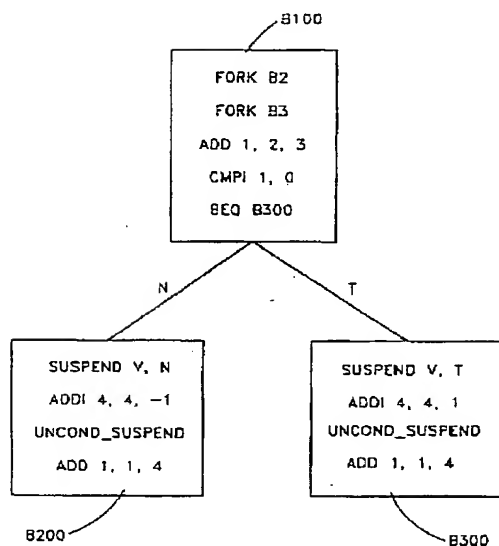 B100
FORK B2
FORK B3
ADD 1, 2, 3
CMPI 1, 0
BEQ B300
N
T
SUSPEND Y, N
ADDI 4, 4, -1
UNCOND_SUSPEND
ADD 1, 1, 4
SUSPEND Y, T
ADDI 4, 4, 1
UNCOND_SUSPEND
ADD 1, 1, 4
B200
B300